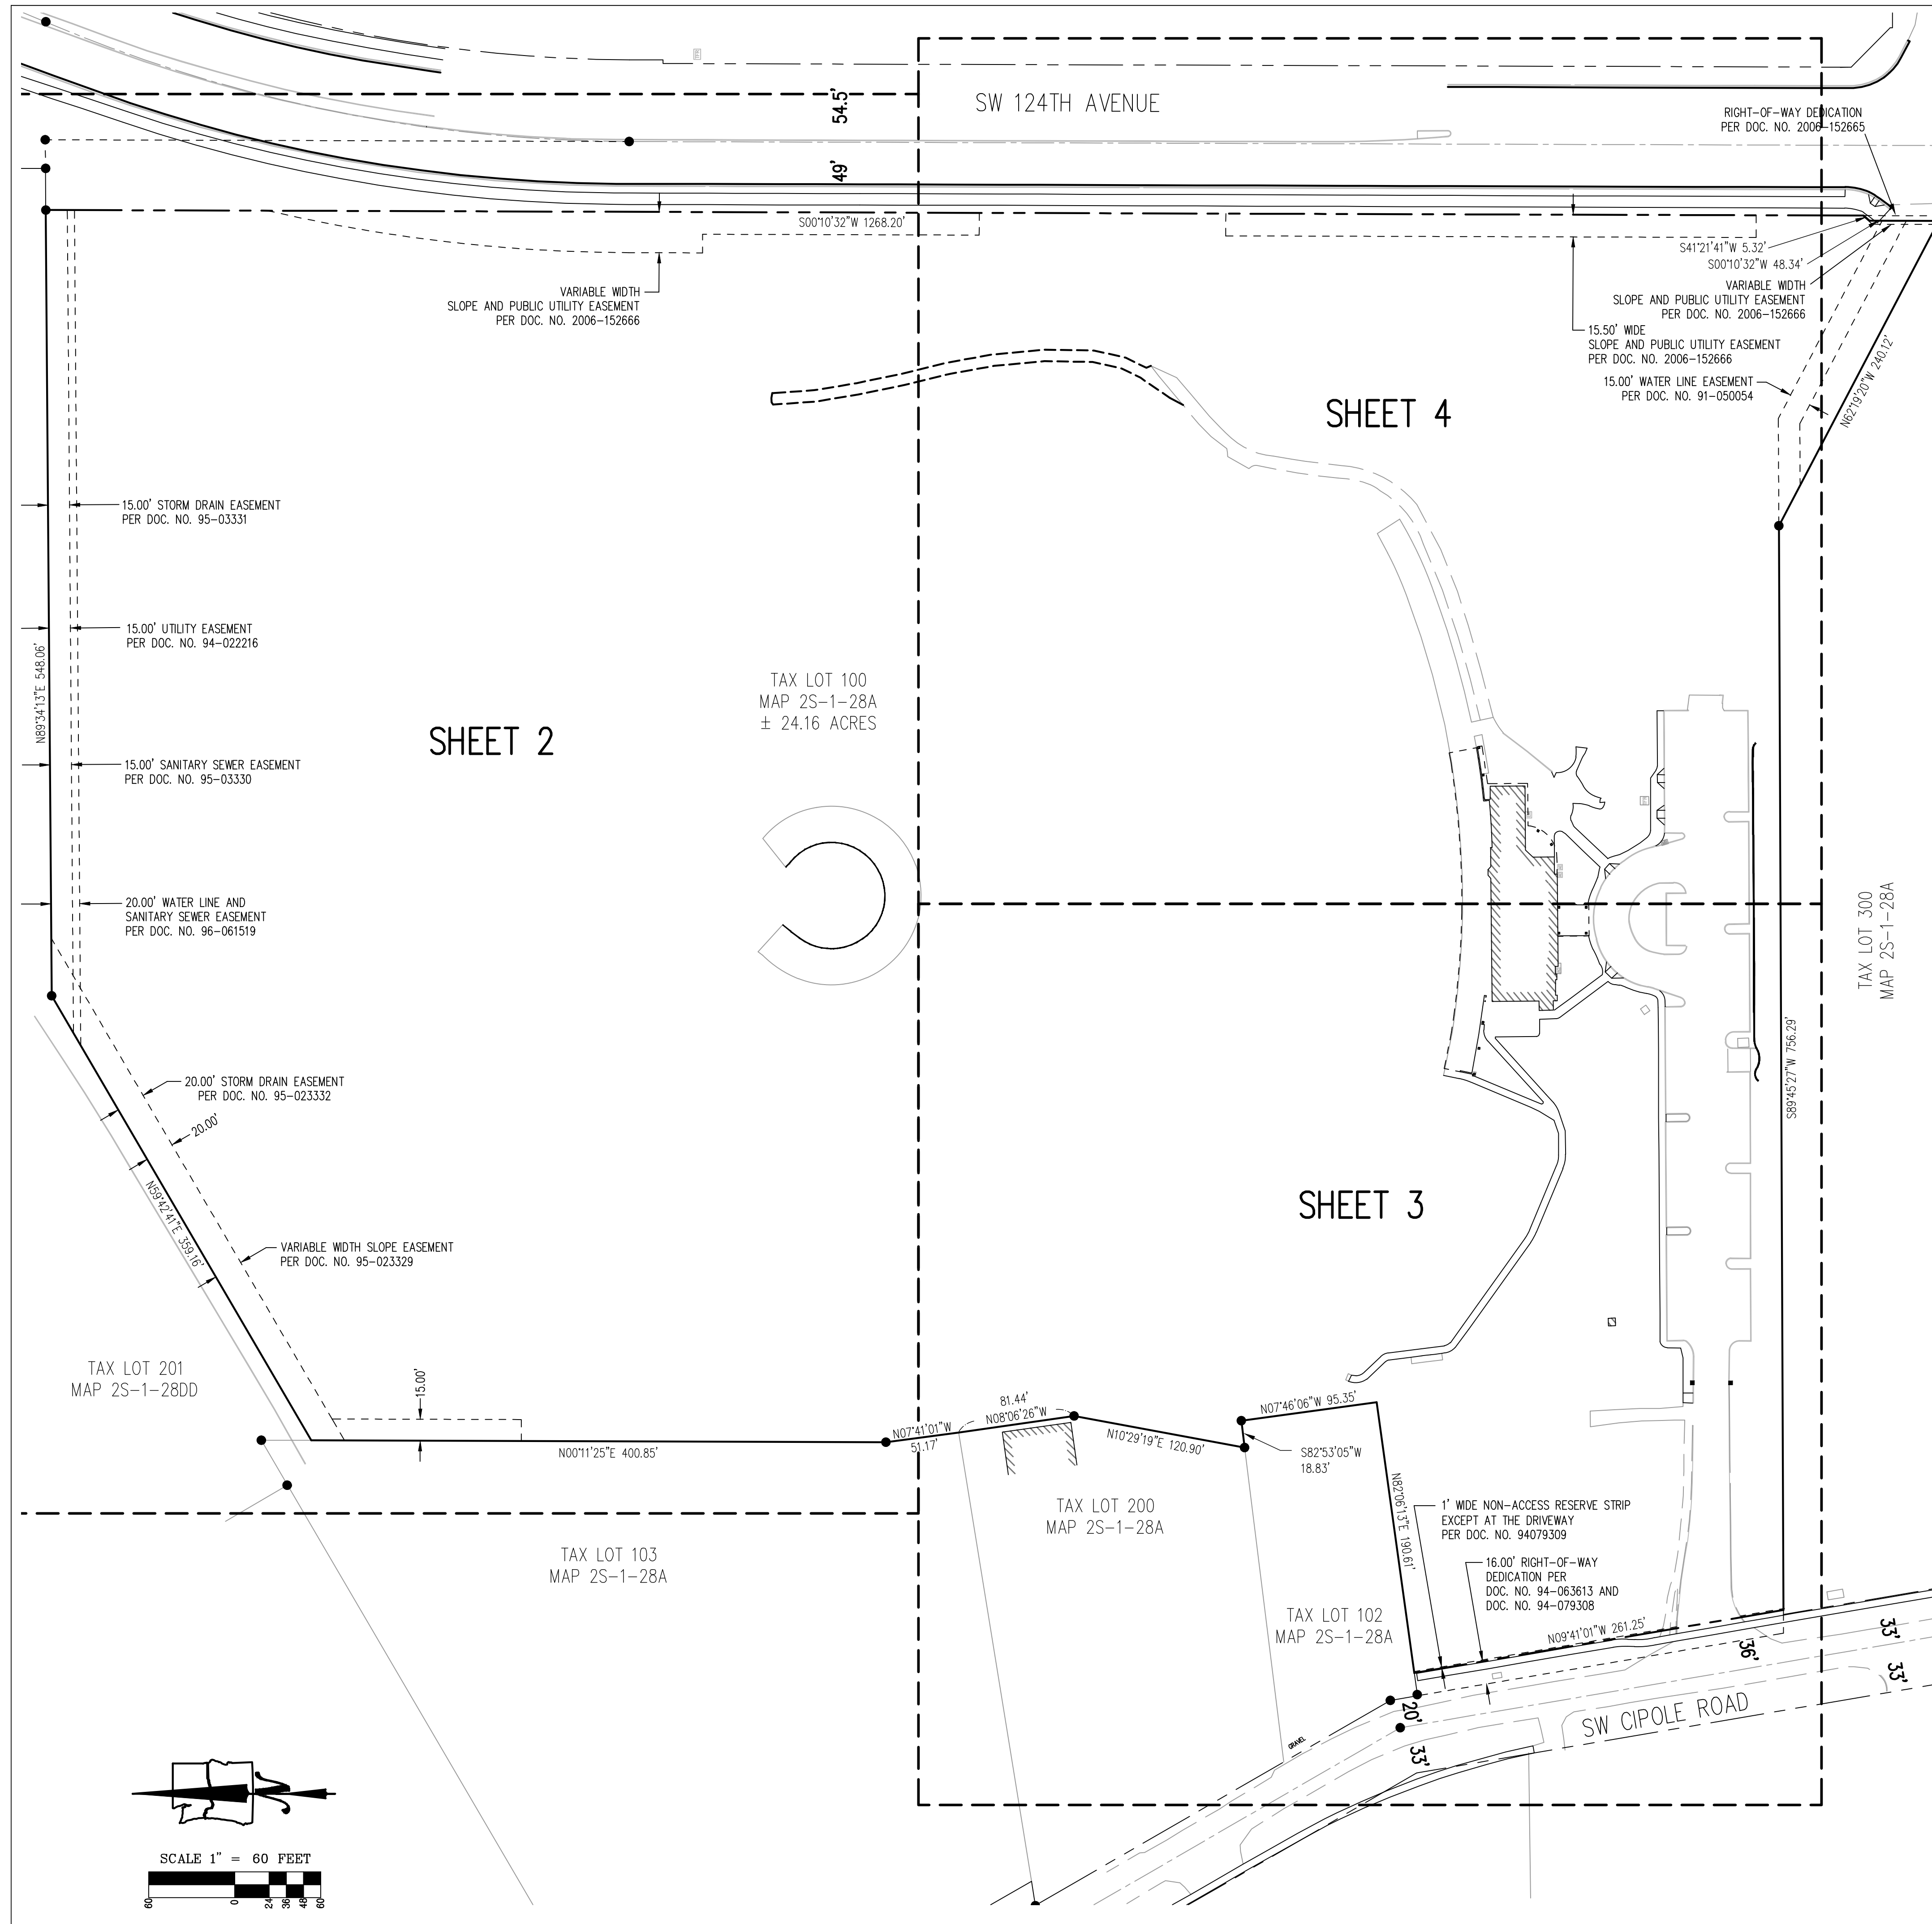 SW 124TH AVENUE
54.5'
49'
RIGHT-OF-WAY DEDICATION
PER DOC. NO. 2006-152665
S00°10'32"W 1268.20'
S41°21'41"W 5.32'
S00°10'32"W 48.34'
VARIABLE WIDTH
SLOPE AND PUBLIC UTILITY EASEMENT
PER DOC. NO. 2006-152666
VARIABLE WIDTH
SLOPE AND PUBLIC UTILITY EASEMENT
PER DOC. NO. 2006-152666
15.50' WIDE
SLOPE AND PUBLIC UTILITY EASEMENT
PER DOC. NO. 2006-152666
15.00' WATER LINE EASEMENT
PER DOC. NO. 91-050054
N62°19'20"W 240.12'
SHEET 4
15.00' STORM DRAIN EASEMENT
PER DOC. NO. 95-03331
15.00' UTILITY EASEMENT
PER DOC. NO. 94-022216
N89°34'13"E 548.06'
TAX LOT 100
MAP 2S-1-28A
± 24.16 ACRES
SHEET 2
15.00' SANITARY SEWER EASEMENT
PER DOC. NO. 95-03330
20.00' WATER LINE AND
SANITARY SEWER EASEMENT
PER DOC. NO. 96-061519
TAX LOT 300
MAP 2S-1-28A
S89°45'27"W 756.29'
20.00' STORM DRAIN EASEMENT
PER DOC. NO. 95-023332
20.00'
N59°42'41"E 359.16'
SHEET 3
VARIABLE WIDTH SLOPE EASEMENT
PER DOC. NO. 95-023329
TAX LOT 201
MAP 2S-1-28DD
15.00'
N00°11'25"E 400.85'
N07°41'01"W
51.17'
81.44'
N08°06'26"W
N10°29'19"E 120.90'
N07°46'06"W 95.35'
S82°53'05"W
18.83'
N82°06'13"E 190.61'
TAX LOT 200
MAP 2S-1-28A
1' WIDE NON-ACCESS RESERVE STRIP
EXCEPT AT THE DRIVEWAY
PER DOC. NO. 94079309
16.00' RIGHT-OF-WAY
DEDICATION PER
DOC. NO. 94-063613 AND
DOC. NO. 94-079308
TAX LOT 103
MAP 2S-1-28A
TAX LOT 102
MAP 2S-1-28A
N09°41'01"W 261.25'
36'
33'
33'
20'
33'
SW CIPOLE ROAD
GRAVEL
SCALE 1" = 60 FEET
60
0
24
36
48
60